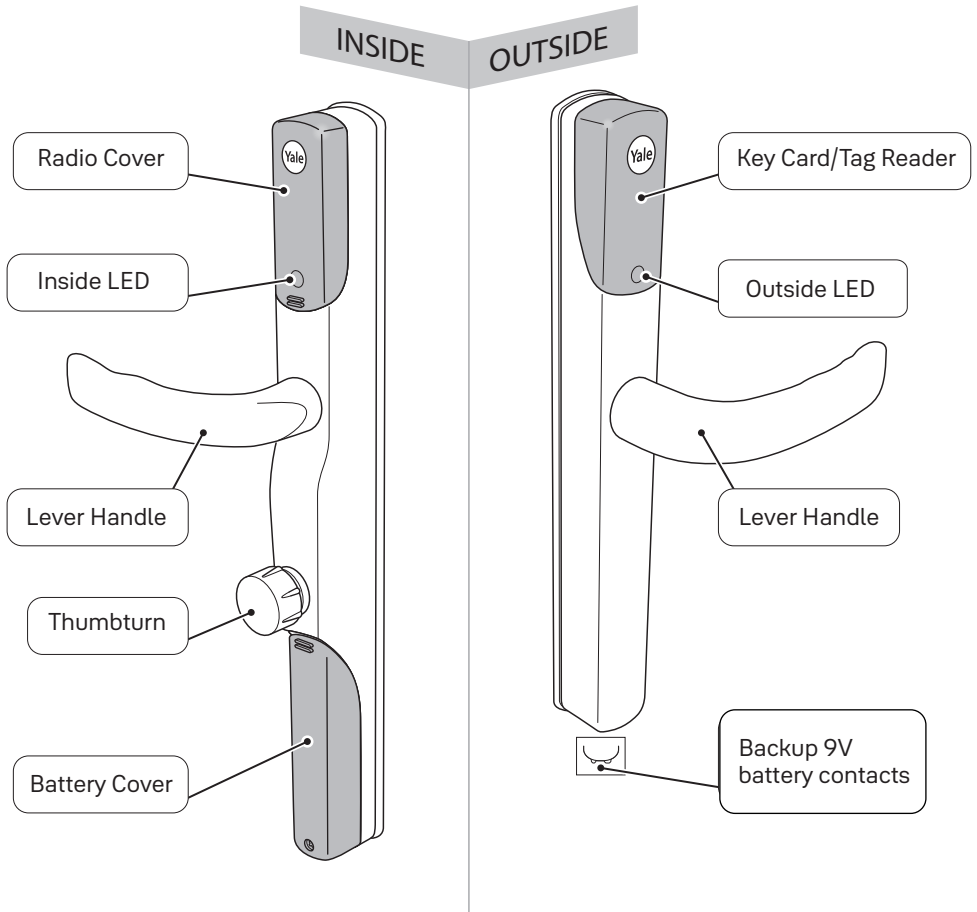 INSIDE
OUTSIDE
Radio Cover
Yale
Inside LED
Lever Handle
Thumbturn
Battery Cover
Yale
Key Card/Tag Reader
Outside LED
Lever Handle
Backup 9V
battery contacts